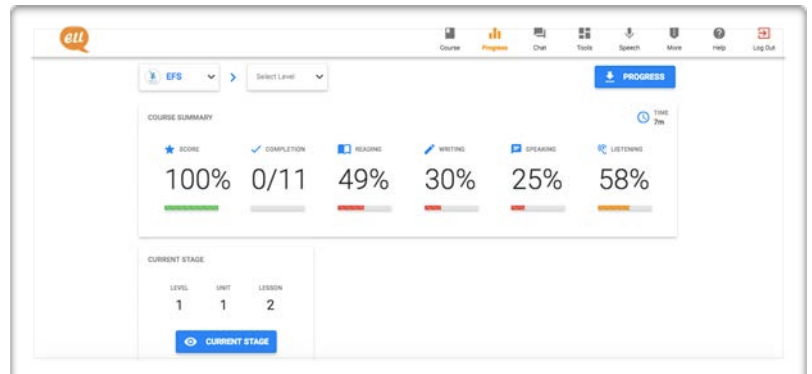 ell
Course Progress Chat Tools Speech More Help Log Out
EFS Select Level PROGRESS
COURSE SUMMARY TIME
7m
SCORE COMPLETION READING WRITING SPEAKING LISTENING
100% 0/11 49% 30% 25% 58%
CURRENT STAGE
LEVEL UNIT LESSON
1 1 2
CURRENT STAGE